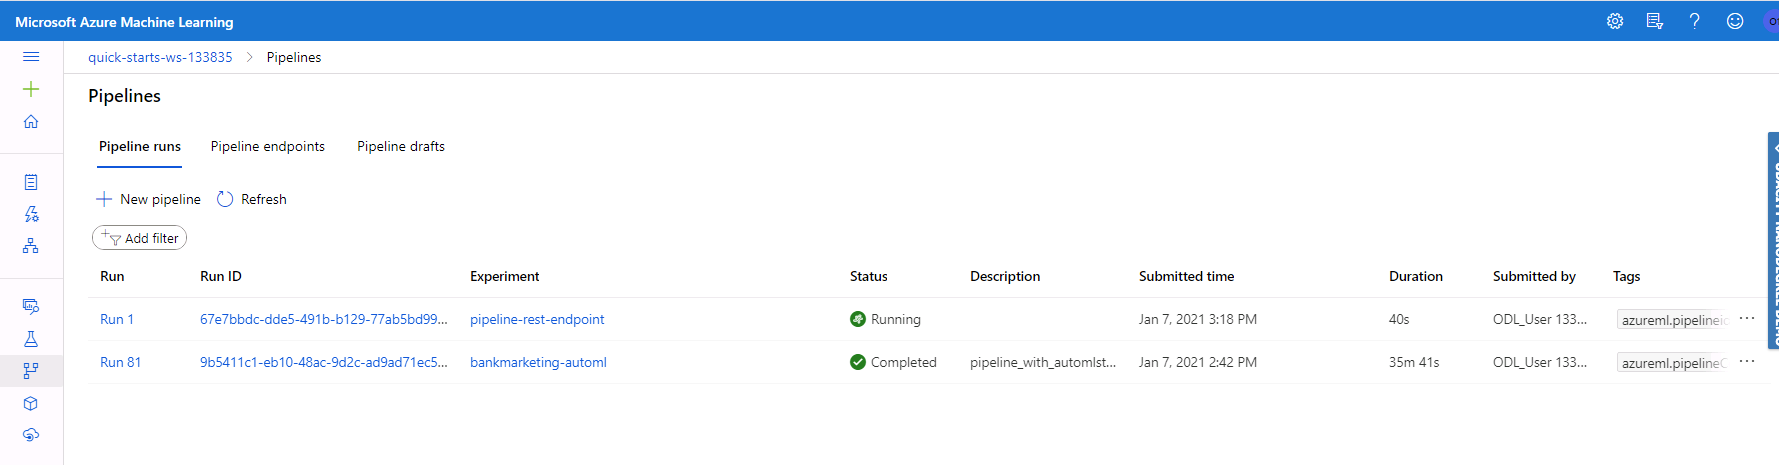 Microsoft Azure Machine Learning
quick-starts-ws-133835 > Pipelines
Pipelines
Pipeline runs Pipeline endpoints Pipeline drafts
New pipeline Refresh
Add filter
Run Run ID Experiment Status Description Submitted time Duration Submitted by Tags
Run 1 67e7bbdc-dde5-491b-b129-77ab5bd99... pipeline-rest-endpoint Running Jan 7, 2021 3:18 PM 40s ODL_User 133... azureml.pipelineic ...
Run 81 9b5411c1-eb10-48ac-9d2c-ad9ad71ec5... bankmarketing-automl Completed pipeline_with_automlst... Jan 7, 2021 2:42 PM 35m 41s ODL_User 133... azureml.pipelineC ...